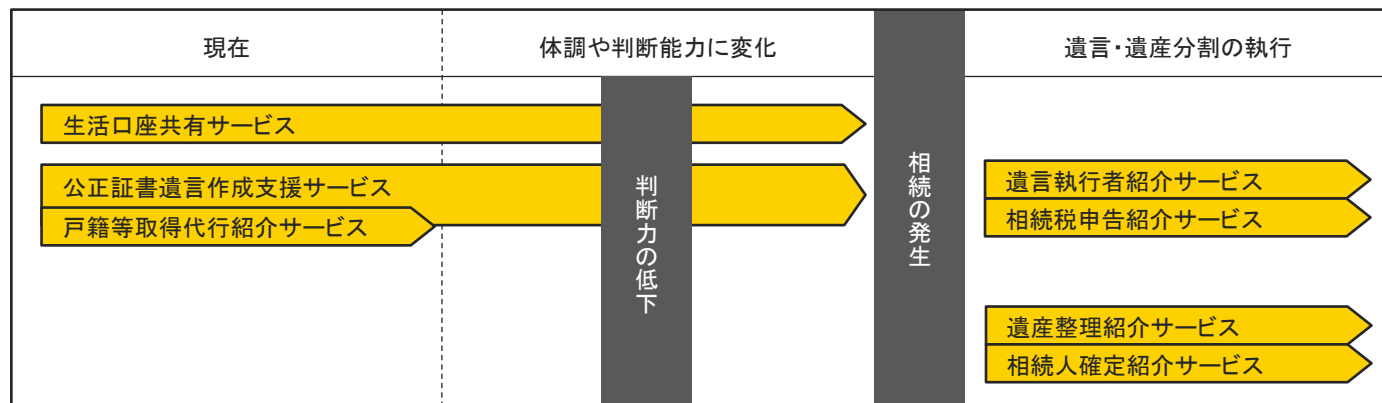 現在
体調や判断能力に変化
遺言・遺産分割の執行
生活口座共有サービス
公正証書遺言作成支援サービス
戸籍等取得代行紹介サービス
判断力の低下
相続の発生
遺言執行者紹介サービス
相続税申告紹介サービス
遺産整理紹介サービス
相続人確定紹介サービス